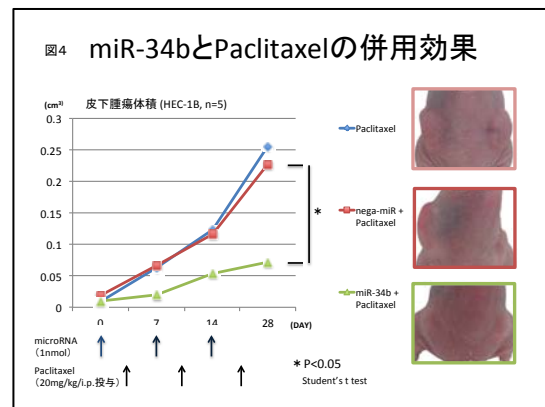 図4 miR-34bとPaclitaxelの併用効果
(cm³) 皮下腫瘍体積 (HEC-1B, n=5)
0.3
0.25
0.2
0.15
0.1
0.05
0
0 7 14 28 (DAY)
Paclitaxel
nega-miR +
Paclitaxel
miR-34b +
Paclitaxel
*
microRNA
(1nmol)
Paclitaxel
(20mg/kg/i.p.投与)
* P<0.05
Student's t test